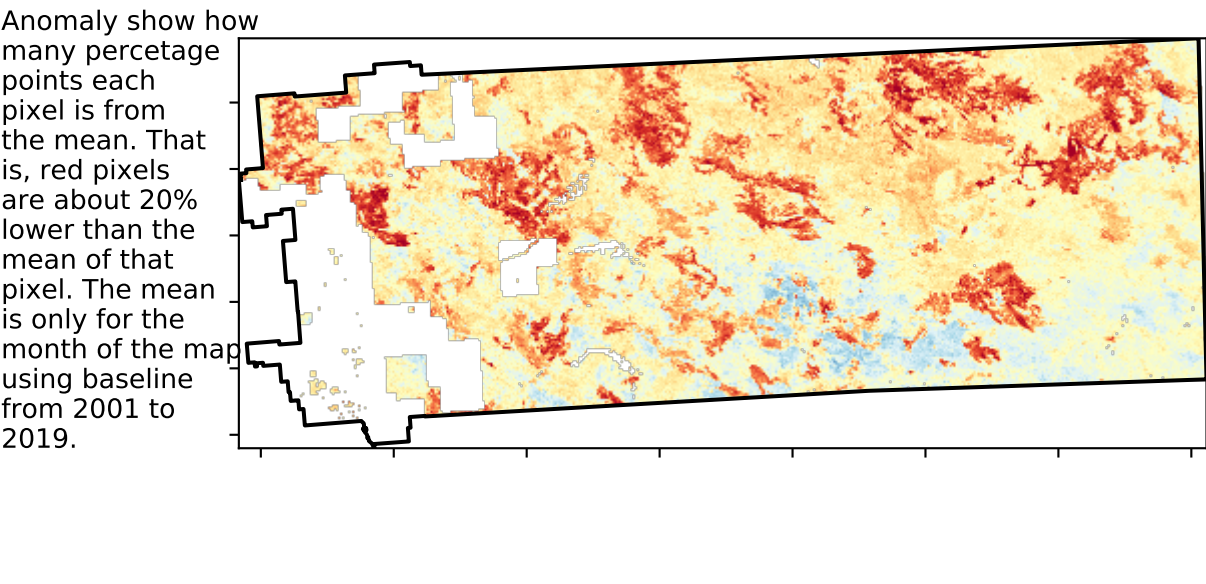 Anomaly show how
many percetage
points each
pixel is from
the mean. That
is, red pixels
are about 20%
lower than the
mean of that
pixel. The mean
is only for the
month of the map
using baseline
from 2001 to
2019.